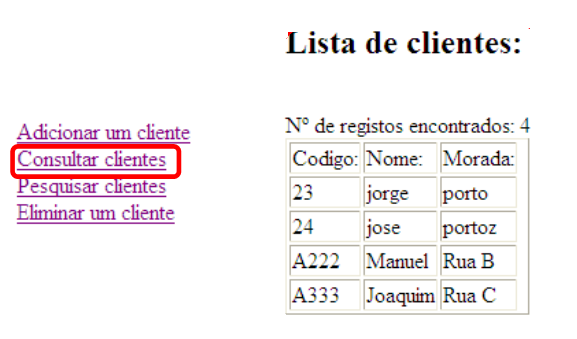 Lista de clientes:
Adicionar um cliente
Consultar clientes
Pesquisar clientes
Eliminar um cliente
Nº de registos encontrados: 4
Codigo: Nome: Morada:
23 jorge porto
24 jose portoz
A222 Manuel Rua B
A333 Joaquim Rua C